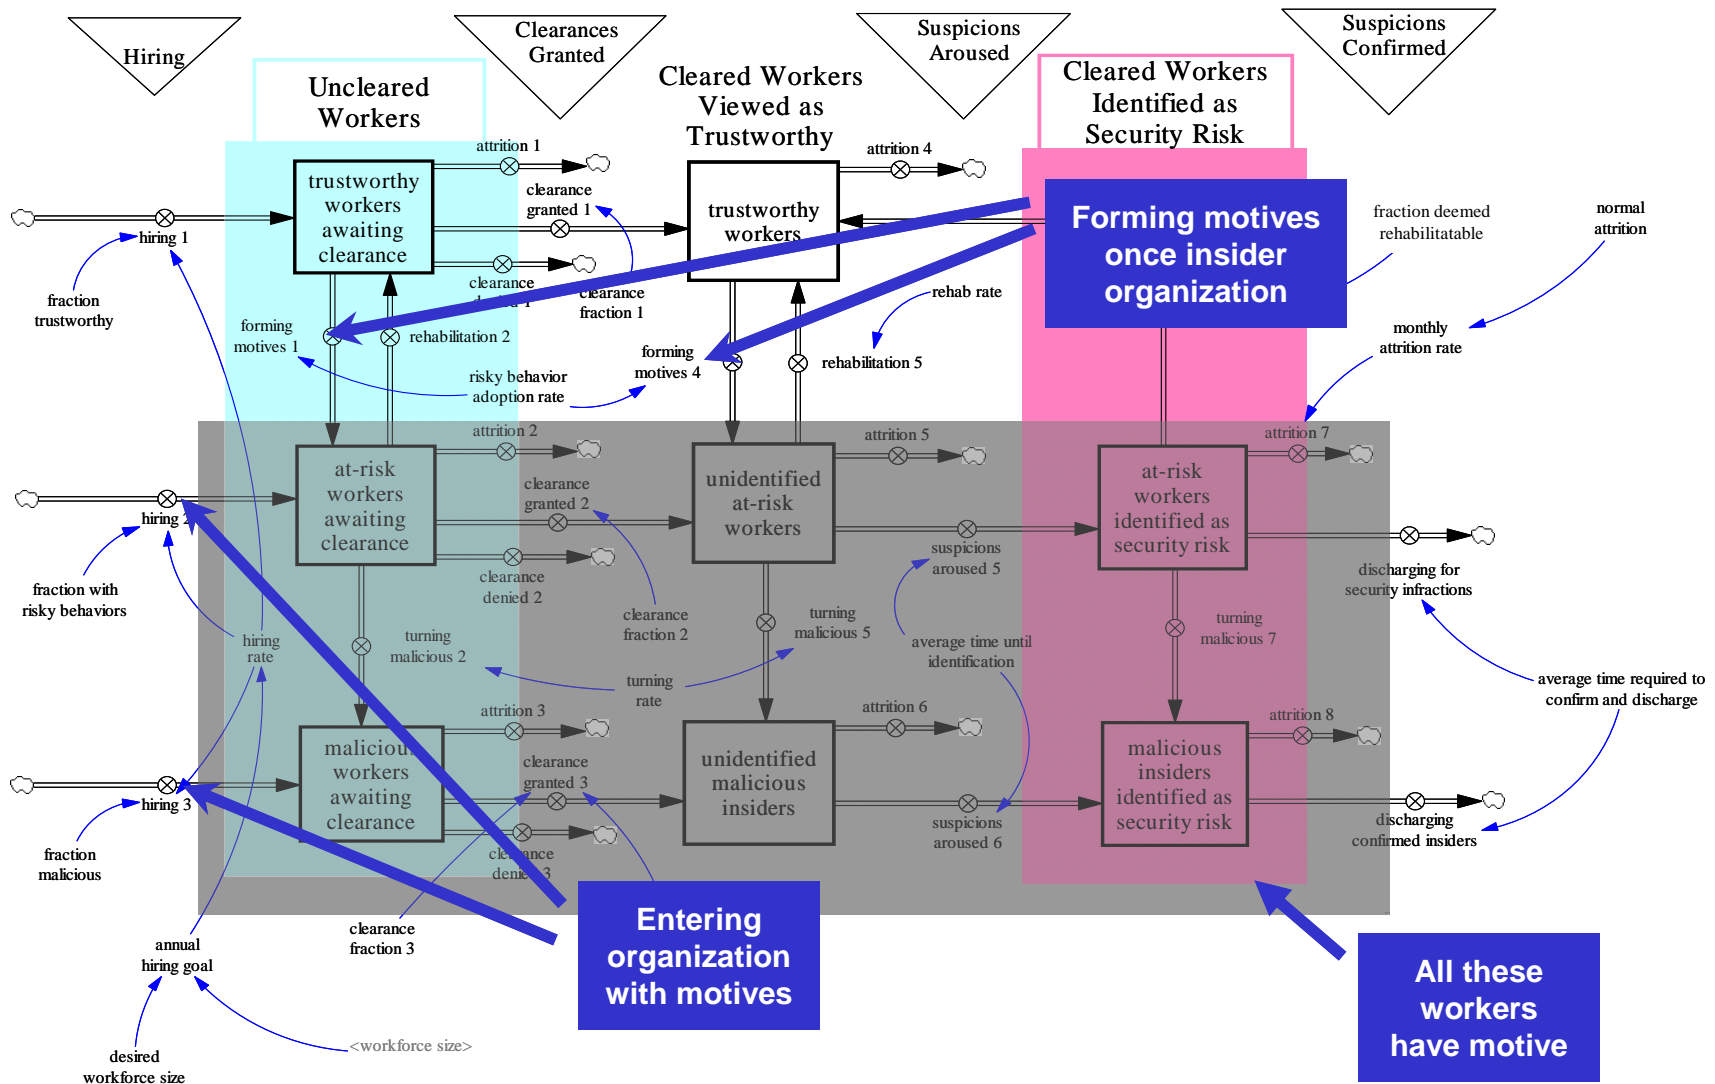 Hiring
Clearances
Granted
Suspicions
Aroused
Suspicions
Confirmed
Uncleared
Workers
Cleared Workers
Viewed as
Trustworthy
Cleared Workers
Identified as
Security Risk
attrition 1
attrition 4
trustworthy
workers
awaiting
clearance
clearance
granted 1
trustworthy
workers
Forming motives
once insider
organization
fraction deemed
rehabilitatable
normal
attrition
hiring 1
clearance
clearance
fraction 1
rehab rate
fraction
trustworthy
forming
motives 1
rehabilitation 2
forming
motives 4
rehabilitation 5
monthly
attrition rate
risky behavior
adoption rate
attrition 2
attrition 5
attrition 7
at-risk
workers
awaiting
clearance
clearance
granted 2
unidentified
at-risk
workers
at-risk
workers
identified as
security risk
hiring 2
suspicions
aroused 5
fraction with
risky behaviors
clearance
denied 2
discharging for
security infractions
clearance
fraction 2
turning
malicious 2
turning
malicious 5
turning
malicious 7
hiring
rate
average time until
identification
turning
rate
average time required to
confirm and discharge
attrition 3
attrition 6
attrition 8
malicious
workers
awaiting
clearance
clearance
granted 3
unidentified
malicious
insiders
malicious
insiders
identified as
security risk
hiring 3
suspicions
aroused 6
discharging
confirmed insiders
fraction
malicious
clearance
denied 3
clearance
fraction 3
Entering
organization
with motives
annual
hiring goal
All these
workers
have motive
desired
workforce size
<workforce size>